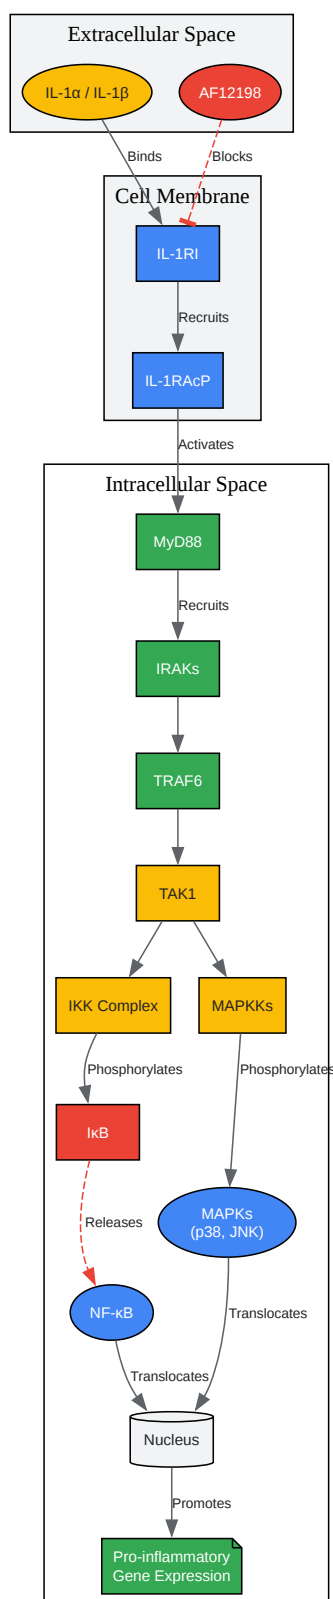 Extracellular Space
IL-1α / IL-1β
AF12198
Binds
Blocks
Cell Membrane
IL-1RI
Recruits
IL-1RAcP
Activates
Intracellular Space
MyD88
Recruits
IRAKs
TRAF6
TAK1
IKK Complex
MAPKKs
Phosphorylates
Phosphorylates
IκB
MAPKs
(p38, JNK)
Releases
NF-κB
Translocates
Translocates
Nucleus
Promotes
Pro-inflammatory
Gene Expression